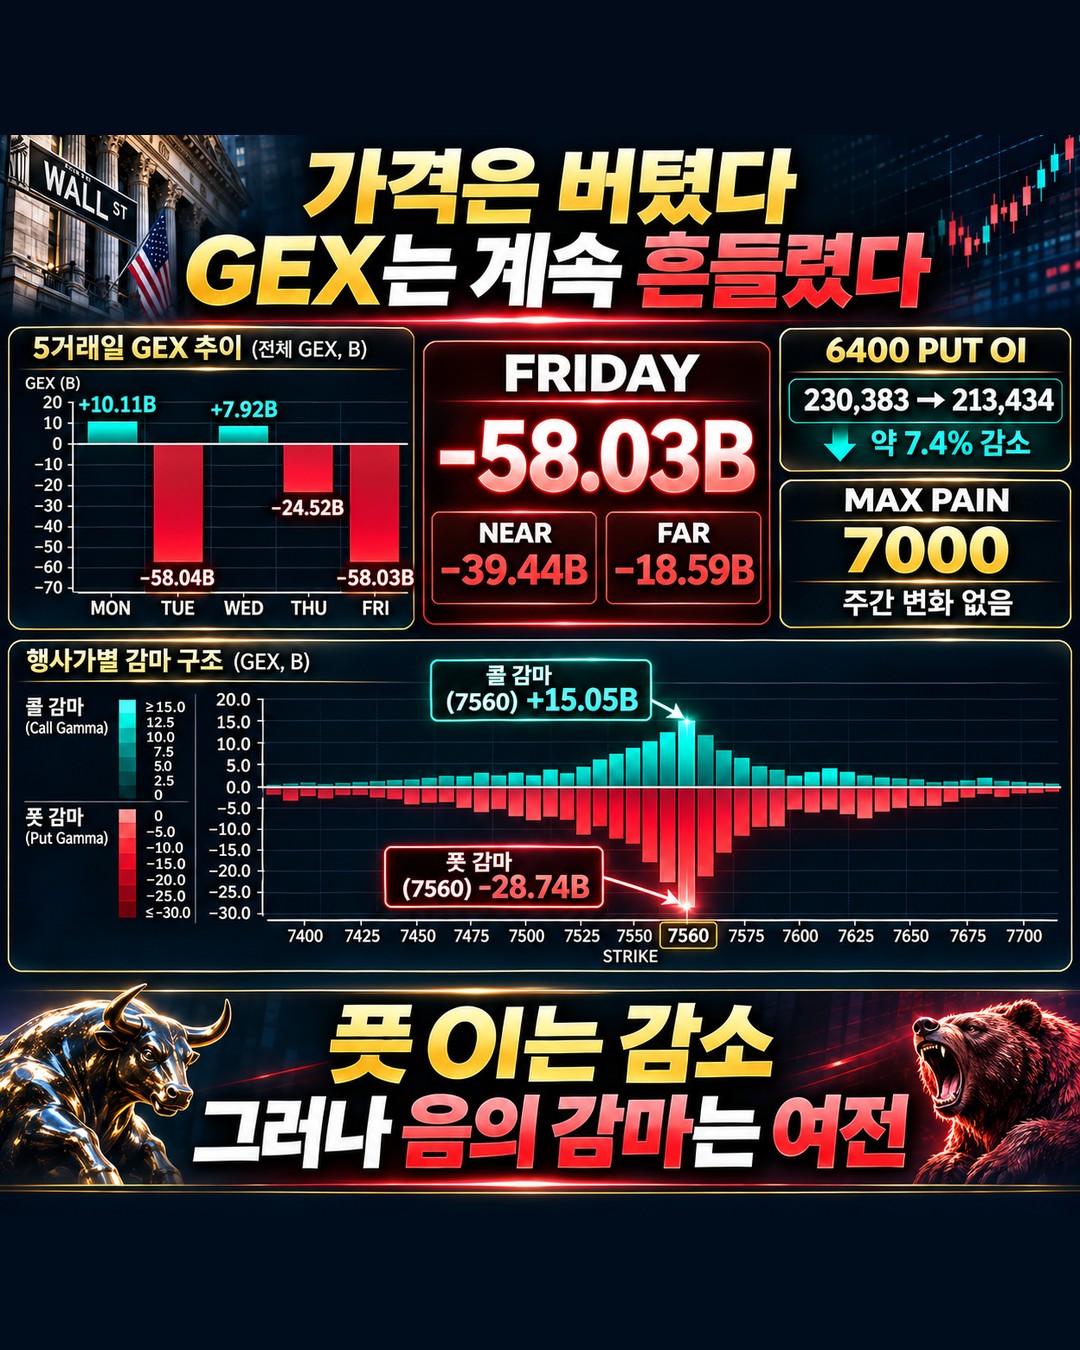 WALL ST
가격은 버텼다
GEX는 계속 흔들렸다
5거래일 GEX 추이 (전체 GEX, B)
GEX (B)
20
10
0
−10
−20
−30
−40
−50
−60
−70
+10.11B
−58.04B
+7.92B
−24.52B
−58.03B
MON TUE WED THU FRI
FRIDAY
-58.03B
NEAR
-39.44B
FAR
-18.59B
6400 PUT OI
230,383 → 213,434
약 7.4% 감소
MAX PAIN
7000
주간 변화 없음
행사가별 감마 구조 (GEX, B)
콜 감마
(Call Gamma)
≥15.0
12.5
10.0
7.5
5.0
2.5
0
풋 감마
(Put Gamma)
0
−5.0
−10.0
−15.0
−20.0
−25.0
≤−30.0
20.0
15.0
10.0
5.0
0.0
−5.0
−10.0
−15.0
−20.0
−25.0
−30.0
콜 감마
(7560) +15.05B
풋 감마
(7560) -28.74B
7400 7425 7450 7475 7500 7525 7550 7560 7575 7600 7625 7650 7675 7700
STRIKE
풋 OI는 감소
그러나 음의 감마는 여전